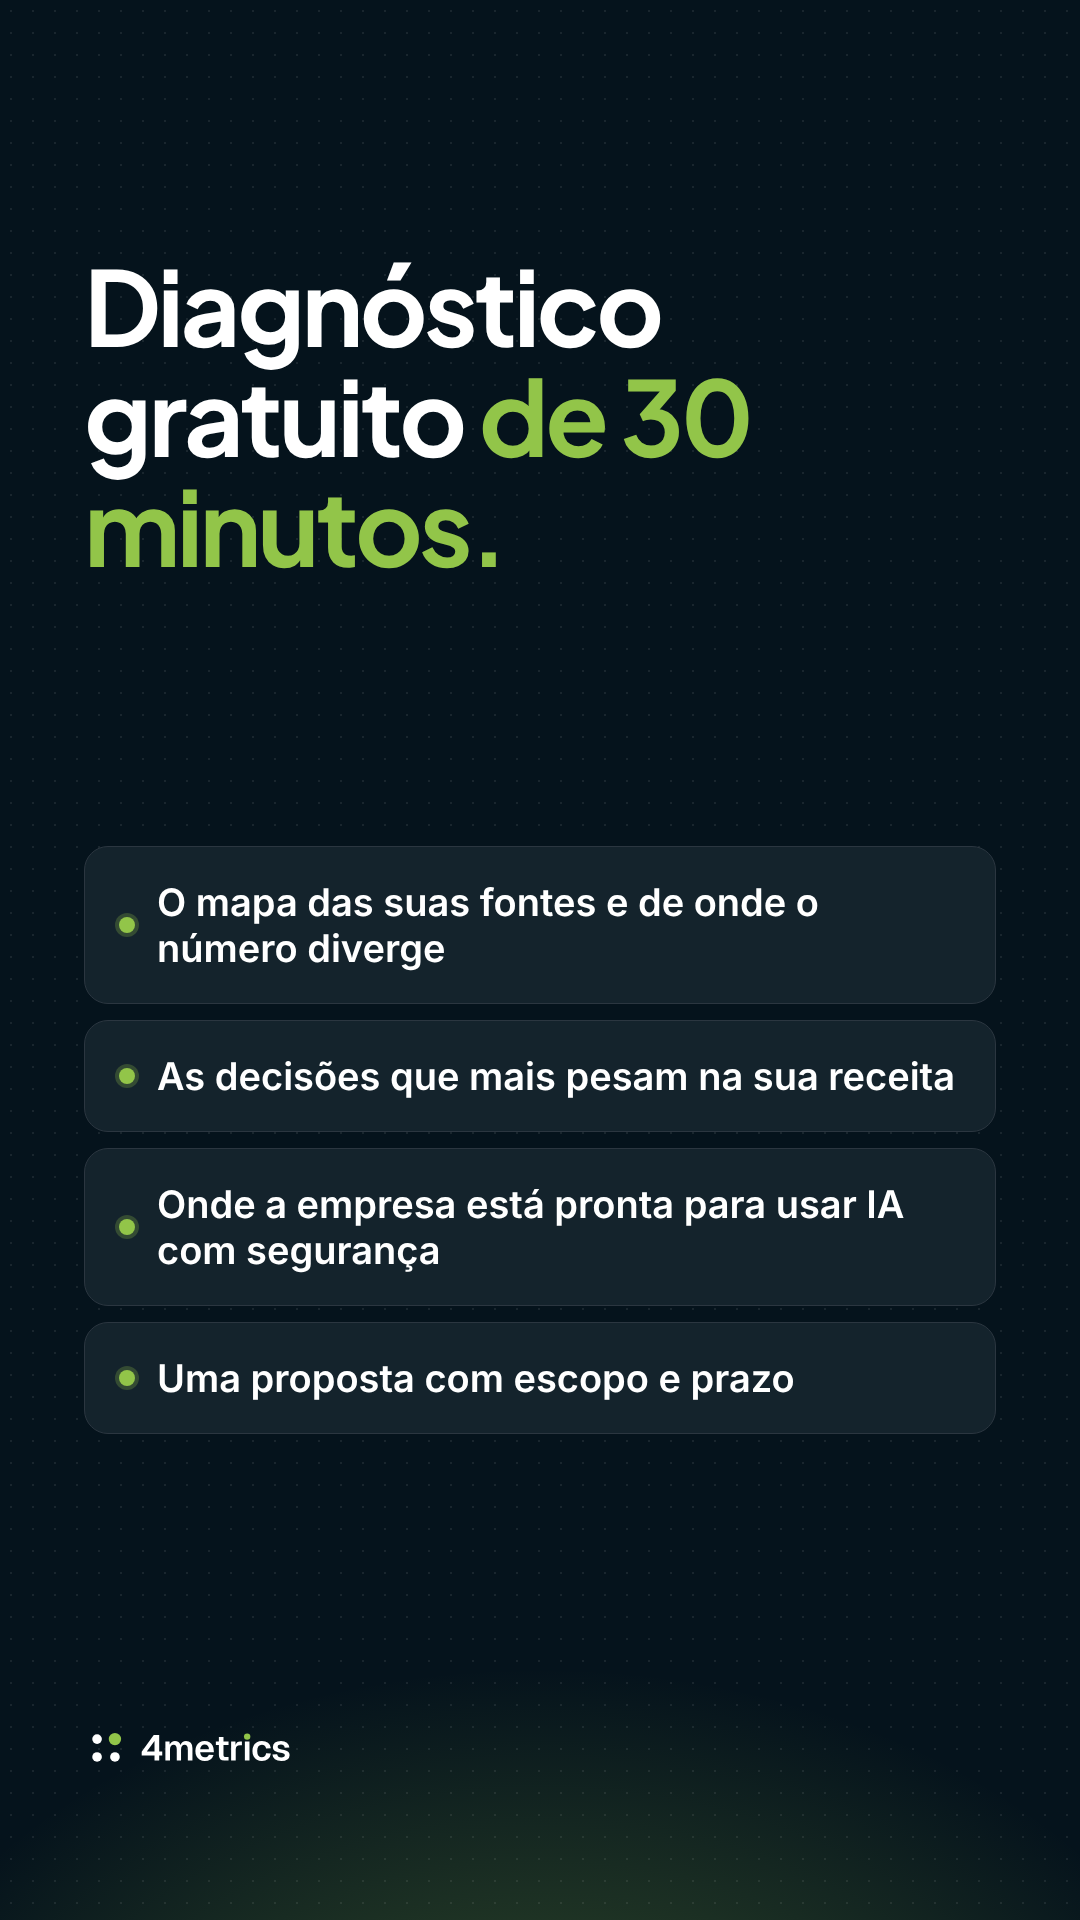 Diagnóstico
gratuito de 30
minutos.
O mapa das suas fontes e de onde o
número diverge
As decisões que mais pesam na sua receita
Onde a empresa está pronta para usar IA
com segurança
Uma proposta com escopo e prazo
4metrics